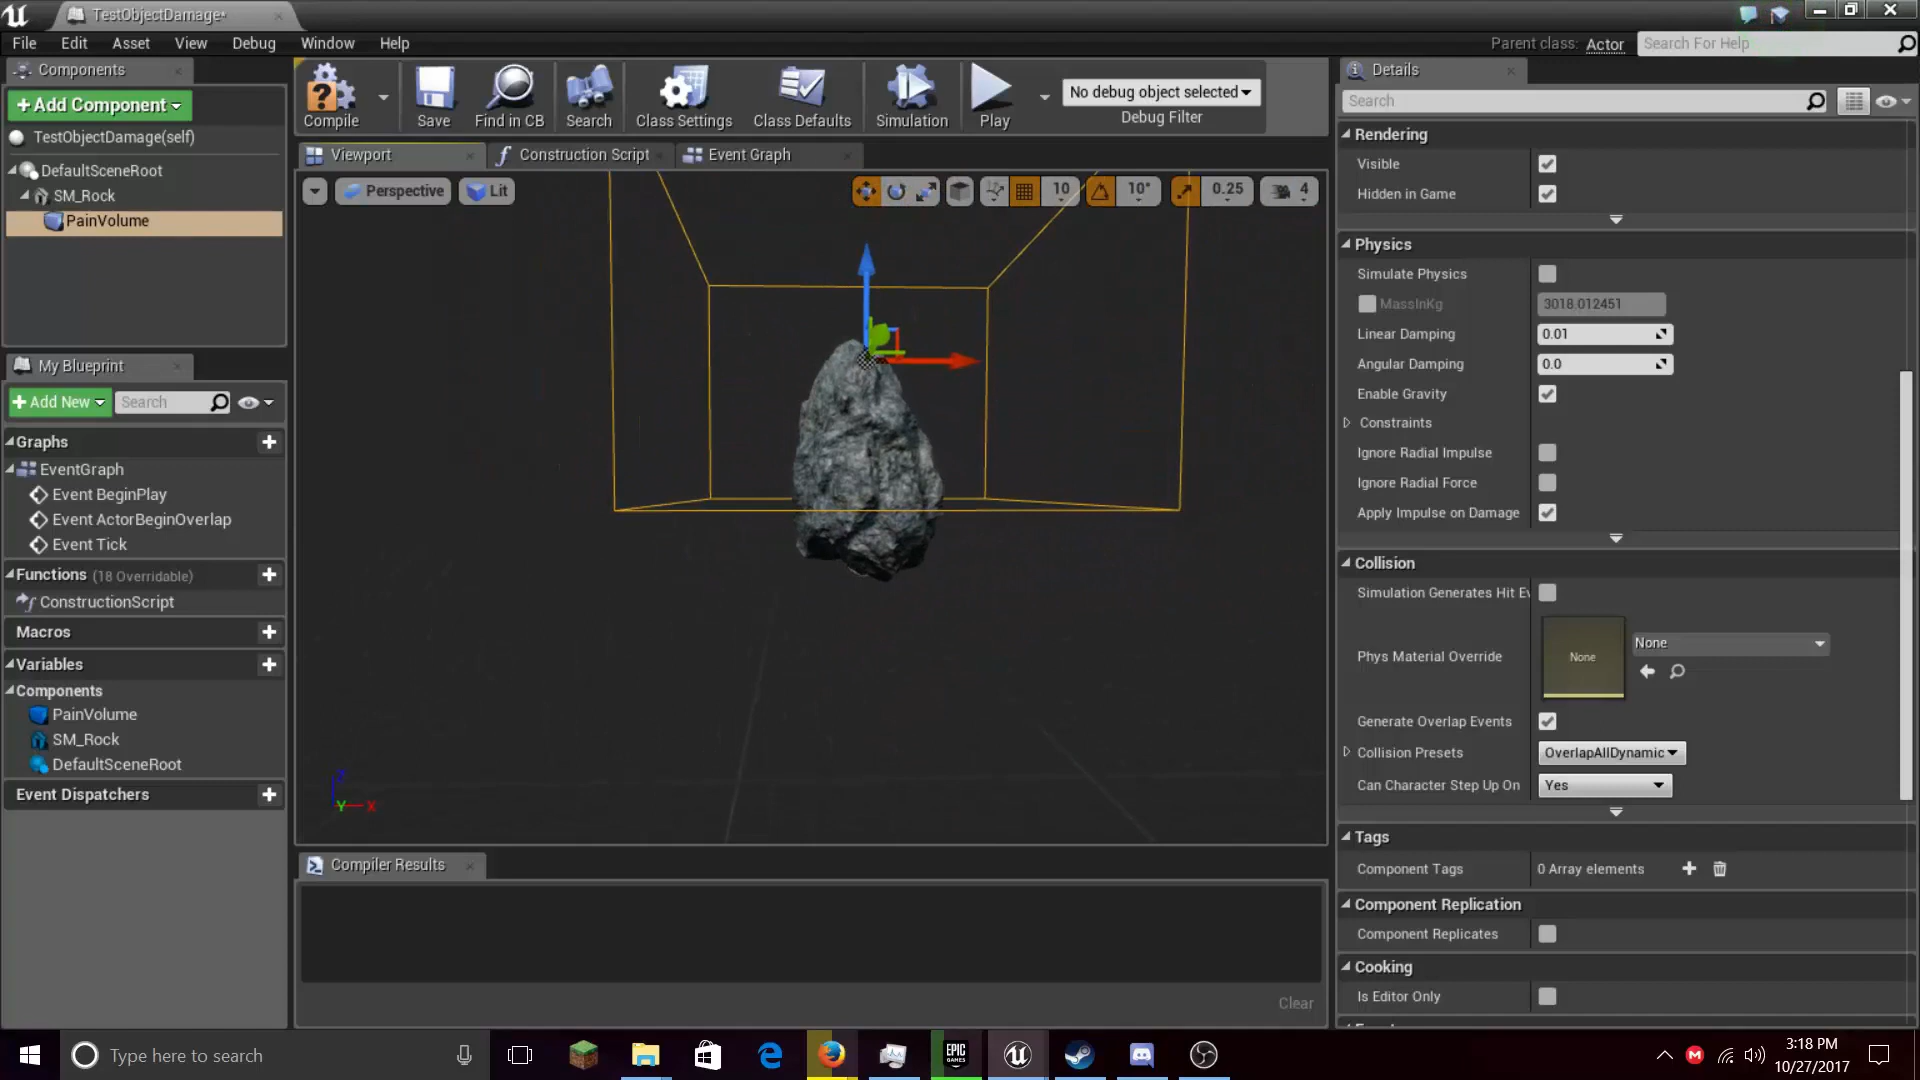 TestObjectDamage*
File Edit Asset View Debug Window Help
Parent class: Actor Search For Help
Components
+Add Component
TestObjectDamage(self)
DefaultSceneRoot
SM_Rock
PainVolume
My Blueprint
+Add New Search
Graphs
EventGraph
Event BeginPlay
Event ActorBeginOverlap
Event Tick
Functions (18 Overridable)
ConstructionScript
Macros
Variables
Components
PainVolume
SM_Rock
DefaultSceneRoot
Event Dispatchers
Compile Save Find in CB Search Class Settings Class Defaults Simulation Play
No debug object selected
Debug Filter
Viewport Construction Script Event Graph
Perspective Lit 10 10° 0.25 4
Z
Y X
Compiler Results
Clear
Details
Search
Rendering
Visible
Hidden in Game
Physics
Simulate Physics
MassInKg 3018.012451
Linear Damping 0.01
Angular Damping 0.0
Enable Gravity
Constraints
Ignore Radial Impulse
Ignore Radial Force
Apply Impulse on Damage
Collision
Simulation Generates Hit Ev
Phys Material Override None None
Generate Overlap Events
Collision Presets OverlapAllDynamic
Can Character Step Up On Yes
Tags
Component Tags 0 Array elements
Component Replication
Component Replicates
Cooking
Is Editor Only
Type here to search
EPIC GAMES
3:18 PM
10/27/2017